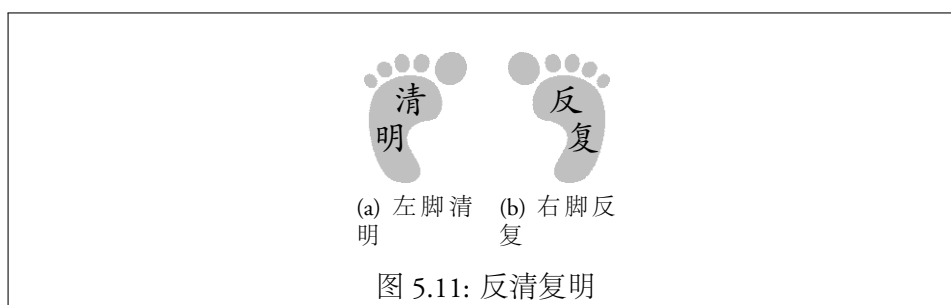 清
明
反
复
(a) 左脚清
明
(b) 右脚反
复
图 5.11: 反清复明